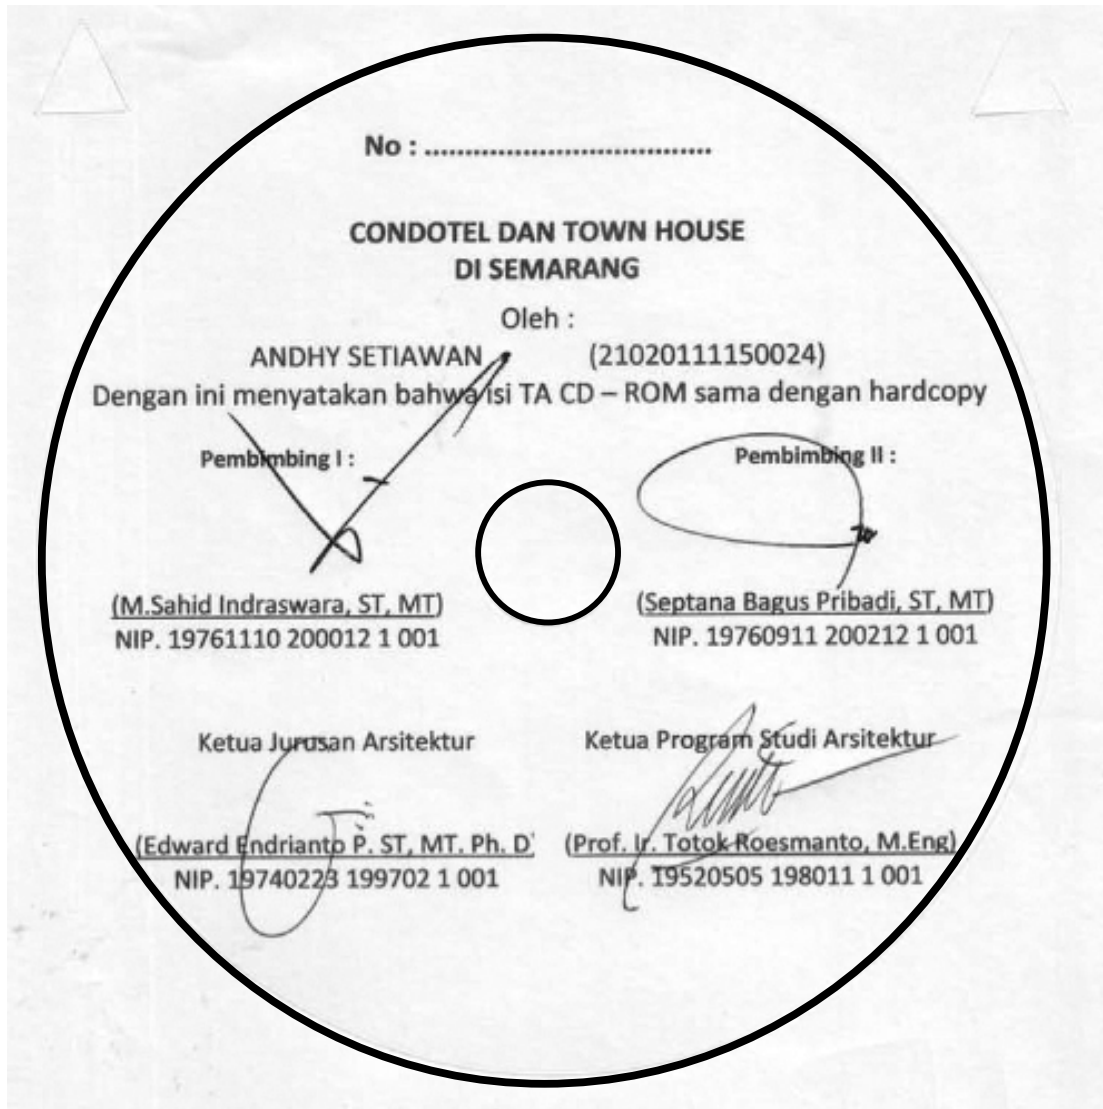 No : ...................................
CONDOTEL DAN TOWN HOUSE
DI SEMARANG
Oleh :
ANDHY SETIAWAN (21020111150024)
Dengan ini menyatakan bahwa isi TA CD – ROM sama dengan hardcopy
Pembimbing I : Pembimbing II :
(M.Sahid Indraswara, ST, MT) (Septana Bagus Pribadi, ST, MT)
NIP. 19761110 200012 1 001 NIP. 19760911 200212 1 001
Ketua Jurusan Arsitektur Ketua Program Studi Arsitektur
(Edward Endrianto P. ST, MT. Ph. D' (Prof. Ir. Totok Roesmanto, M.Eng)
NIP. 19740223 199702 1 001 NIP. 19520505 198011 1 001